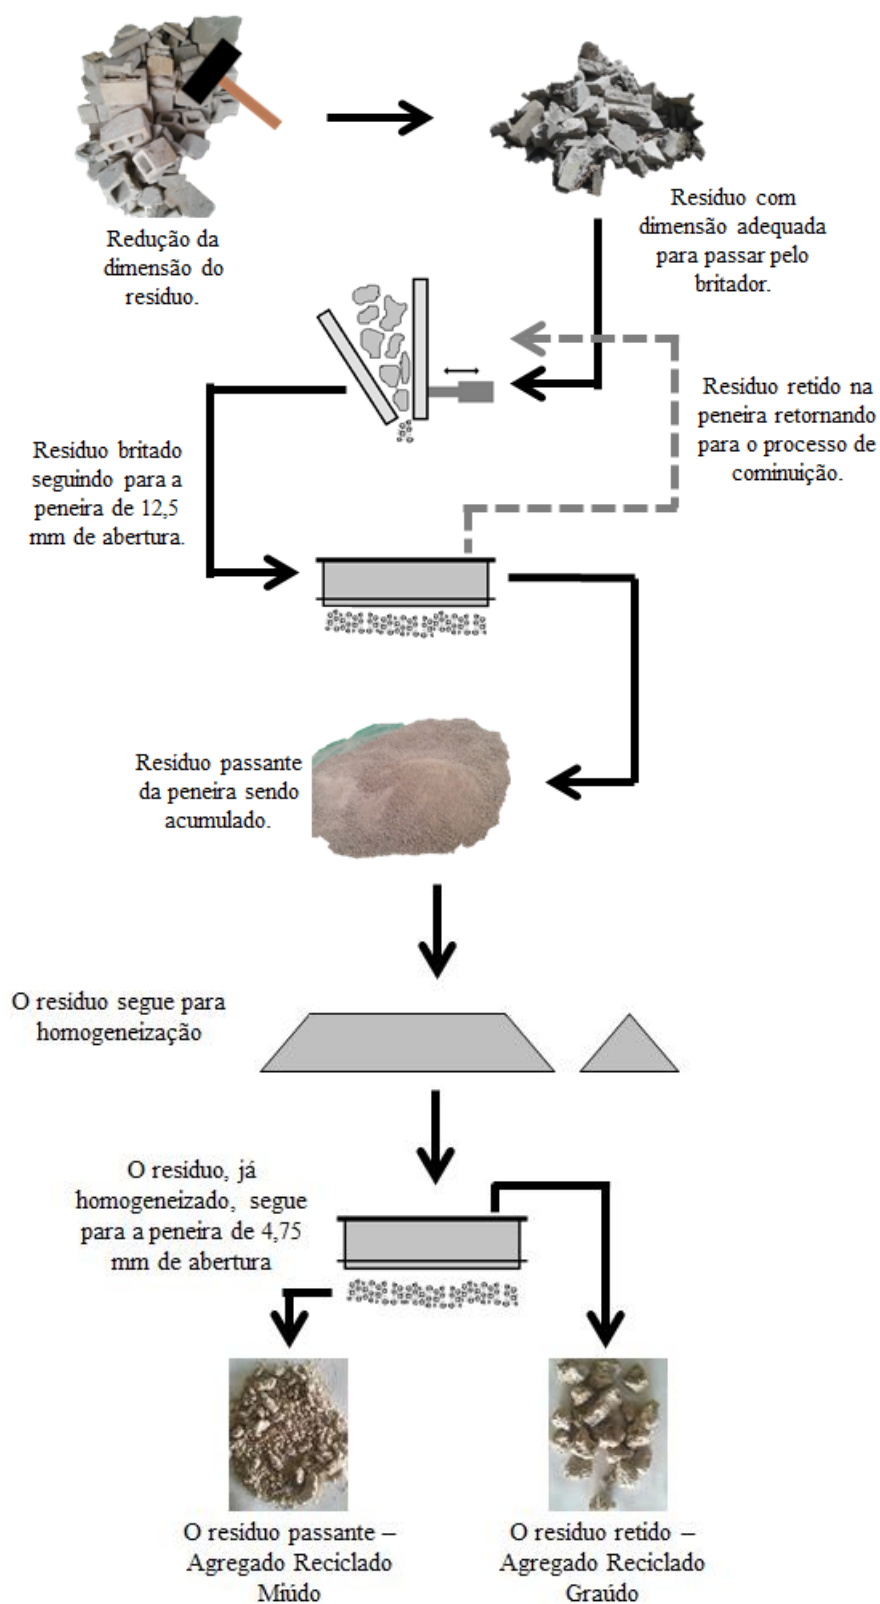 Redução da
dimensão do
resíduo.
Resíduo com
dimensão adequada
para passar pelo
britador.
Resíduo retido na
peneira retornando
para o processo de
cominuição.
Resíduo britado
seguindo para a
peneira de 12,5
mm de abertura.
Resíduo passante
da peneira sendo
acumulado.
O resíduo segue para
homogeneização
O resíduo, já
homogeneizado, segue
para a peneira de 4,75
mm de abertura
O resíduo passante –
Agregado Reciclado
Miúdo
O resíduo retido –
Agregado Reciclado
Graúdo